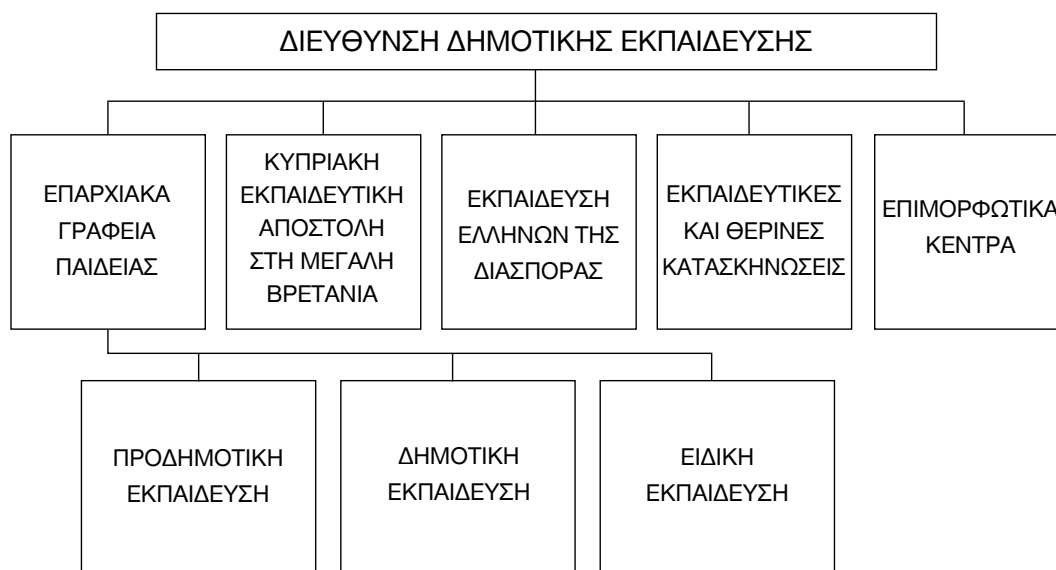 ΔΙΕΥΘΥΝΣΗ ΔΗΜΟΤΙΚΗΣ ΕΚΠΑΙΔΕΥΣΗΣ
ΕΠΑΡΧΙΑΚΑ
ΓΡΑΦΕΙΑ
ΠΑΙΔΕΙΑΣ
ΚΥΠΡΙΑΚΗ
ΕΚΠΑΙΔΕΥΤΙΚΗ
ΑΠΟΣΤΟΛΗ
ΣΤΗ ΜΕΓΑΛΗ
ΒΡΕΤΑΝΙΑ
ΕΚΠΑΙΔΕΥΣΗ
ΕΛΛΗΝΩΝ ΤΗΣ
ΔΙΑΣΠΟΡΑΣ
ΕΚΠΑΙΔΕΥΤΙΚΕΣ
ΚΑΙ ΘΕΡΙΝΕΣ
ΚΑΤΑΣΚΗΝΩΣΕΙΣ
ΕΠΙΜΟΡΦΩΤΙΚΑ
ΚΕΝΤΡΑ
ΠΡΟΔΗΜΟΤΙΚΗ
ΕΚΠΑΙΔΕΥΣΗ
ΔΗΜΟΤΙΚΗ
ΕΚΠΑΙΔΕΥΣΗ
ΕΙΔΙΚΗ
ΕΚΠΑΙΔΕΥΣΗ